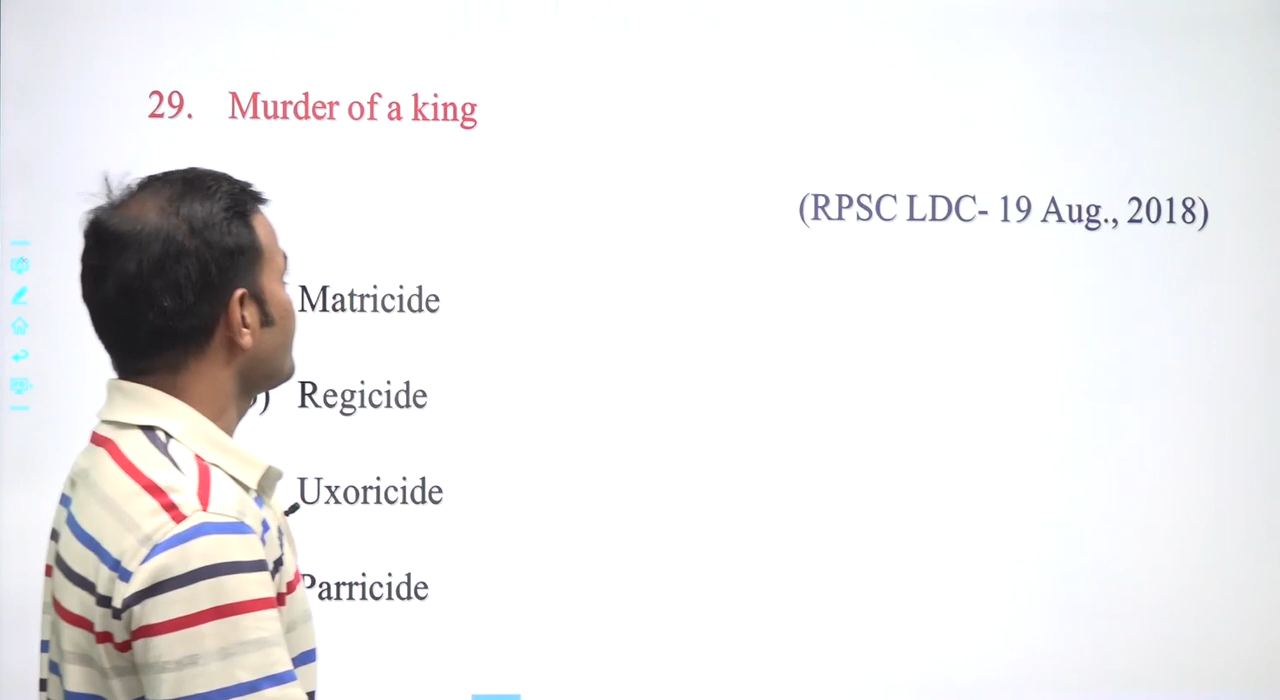 29. Murder of a king
(RPSC LDC- 19 Aug., 2018)
Matricide
) Regicide
Uxoricide
Parricide